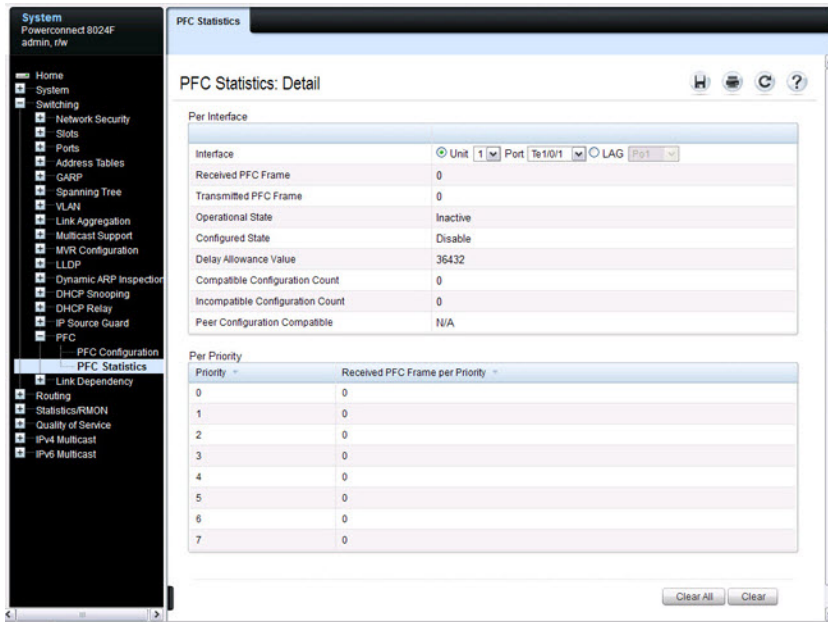 System
Powerconnect 8024F
admin, r/w
Home
System
Switching
Network Security
Slots
Ports
Address Tables
GARP
Spanning Tree
VLAN
Link Aggregation
Multicast Support
MVR Configuration
LLDP
Dynamic ARP Inspection
DHCP Snooping
DHCP Relay
IP Source Guard
PFC
PFC Configuration
PFC Statistics
Link Dependency
Routing
Statistics/RMON
Quality of Service
IPv4 Multicast
IPv6 Multicast
PFC Statistics
PFC Statistics: Detail
Per Interface
Interface Unit 1 Port Te1/0/1 LAG Po1
Received PFC Frame 0
Transmitted PFC Frame 0
Operational State Inactive
Configured State Disable
Delay Allowance Value 36432
Compatible Configuration Count 0
Incompatible Configuration Count 0
Peer Configuration Compatible N/A
Per Priority
Priority Received PFC Frame per Priority
0 0
1 0
2 0
3 0
4 0
5 0
6 0
7 0
Clear All Clear